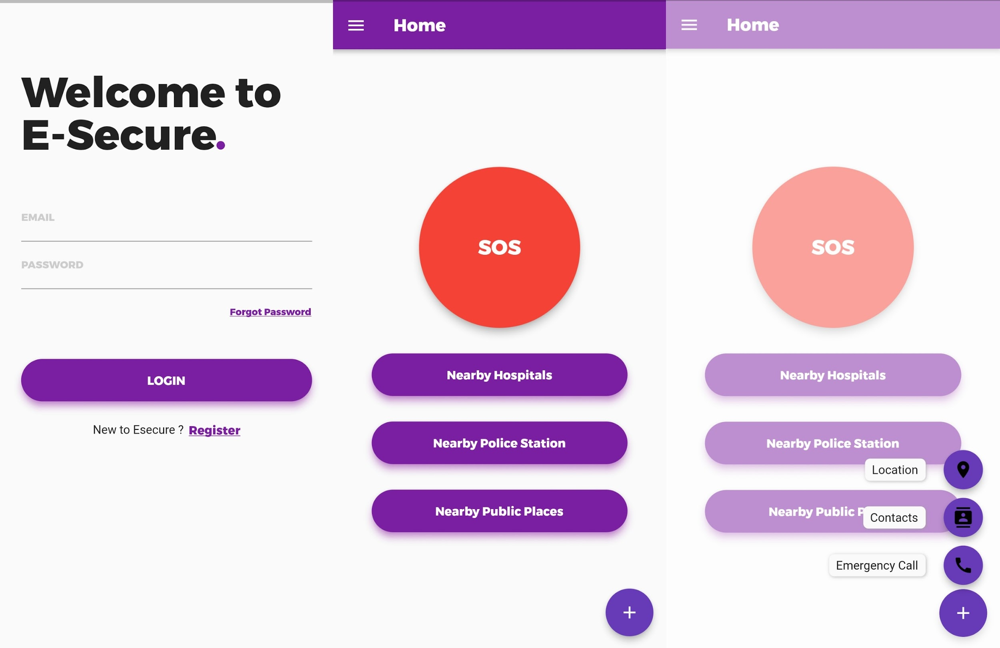 Welcome to
E-Secure.
EMAIL
PASSWORD
Forgot Password
LOGIN
New to Esecure ? Register
Home
SOS
Nearby Hospitals
Nearby Police Station
Nearby Public Places
+
Home
SOS
Nearby Hospitals
Nearby Police Station
Location
Nearby Public P
Contacts
Emergency Call
+